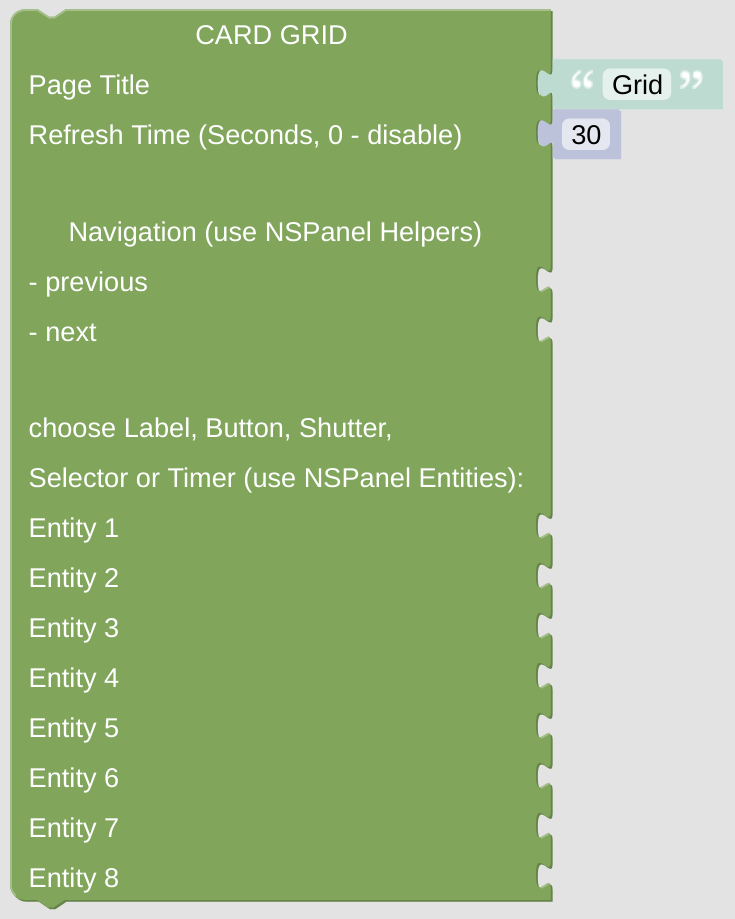 CARD GRID
Page Title “ Grid ”
Refresh Time (Seconds, 0 - disable) 30
Navigation (use NSPanel Helpers)
- previous
- next
choose Label, Button, Shutter,
Selector or Timer (use NSPanel Entities):
Entity 1
Entity 2
Entity 3
Entity 4
Entity 5
Entity 6
Entity 7
Entity 8